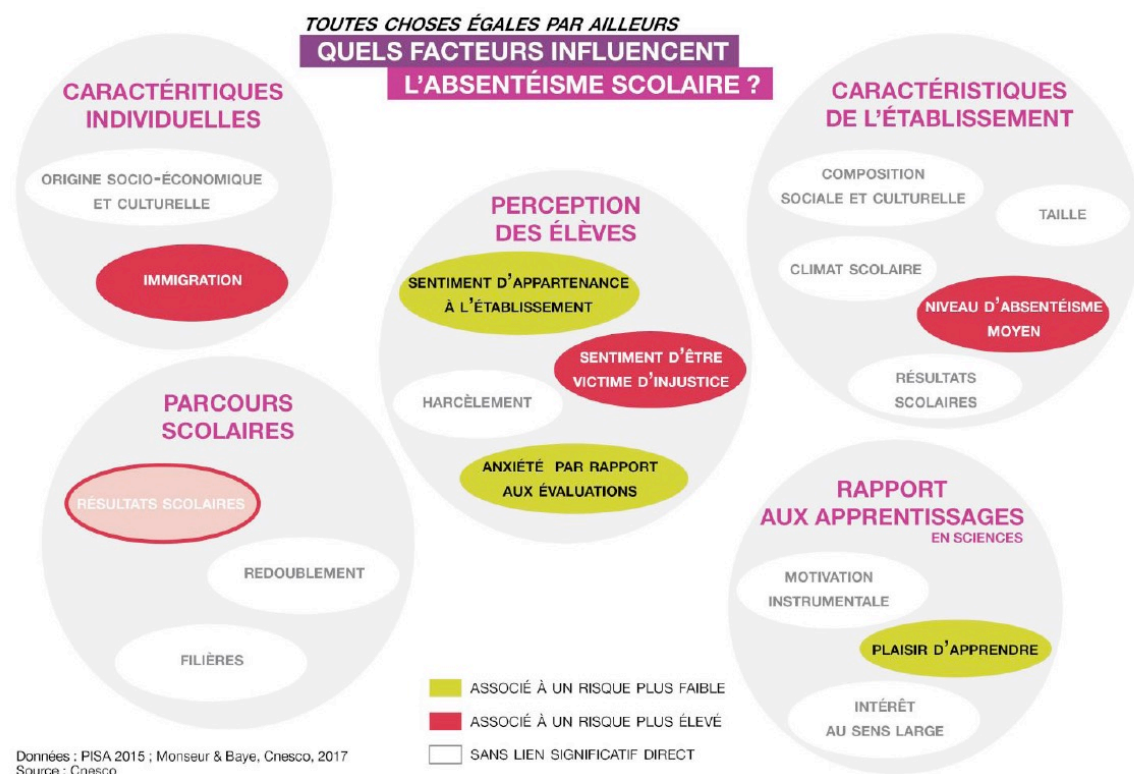 TOUTES CHOSES ÉGALES PAR AILLEURS
QUELS FACTEURS INFLUENCENT
L'ABSENTÉISME SCOLAIRE ?
CARACTÉRITIQUES
INDIVIDUELLES
ORIGINE SOCIO-ÉCONOMIQUE
ET CULTURELLE
IMMIGRATION
PARCOURS
SCOLAIRES
RÉSULTATS SCOLAIRES
REDOUBLEMENT
FILIÈRES
PERCEPTION
DES ÉLÈVES
SENTIMENT D'APPARTENANCE
À L'ÉTABLISSEMENT
SENTIMENT D'ÊTRE
VICTIME D'INJUSTICE
HARCÈLEMENT
ANXIÉTÉ PAR RAPPORT
AUX ÉVALUATIONS
CARACTÉRISTIQUES
DE L'ÉTABLISSEMENT
COMPOSITION
SOCIALE ET CULTURELLE
TAILLE
CLIMAT SCOLAIRE
NIVEAU D'ABSENTÉISME
MOYEN
RÉSULTATS
SCOLAIRES
RAPPORT
AUX APPRENTISSAGES
EN SCIENCES
MOTIVATION
INSTRUMENTALE
PLAISIR D'APPRENDRE
INTÉRÊT
AU SENS LARGE
ASSOCIÉ À UN RISQUE PLUS FAIBLE
ASSOCIÉ À UN RISQUE PLUS ÉLEVÉ
SANS LIEN SIGNIFICATIF DIRECT
Données : PISA 2015 ; Monseur & Baye, Cnesco, 2017
Source : Cnesco